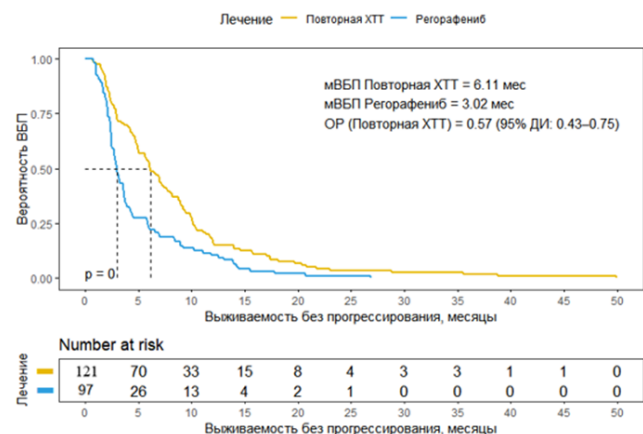 Лечение Повторная ХТТ Регорафениб
1.00
0.75
0.50
0.25
0.00
Вероятность ВБП
мВБП Повторная ХТТ = 6.11 мес
мВБП Регорафениб = 3.02 мес
ОР (Повторная ХТТ) = 0.57 (95% ДИ: 0.43–0.75)
p = 0
0 5 10 15 20 25 30 35 40 45 50
Выживаемость без прогрессирования, месяцы
Number at risk
Лечение
121 70 33 15 8 4 3 3 1 1 0
97 26 13 4 2 1 0 0 0 0 0
0 5 10 15 20 25 30 35 40 45 50
Выживаемость без прогрессирования, месяцы